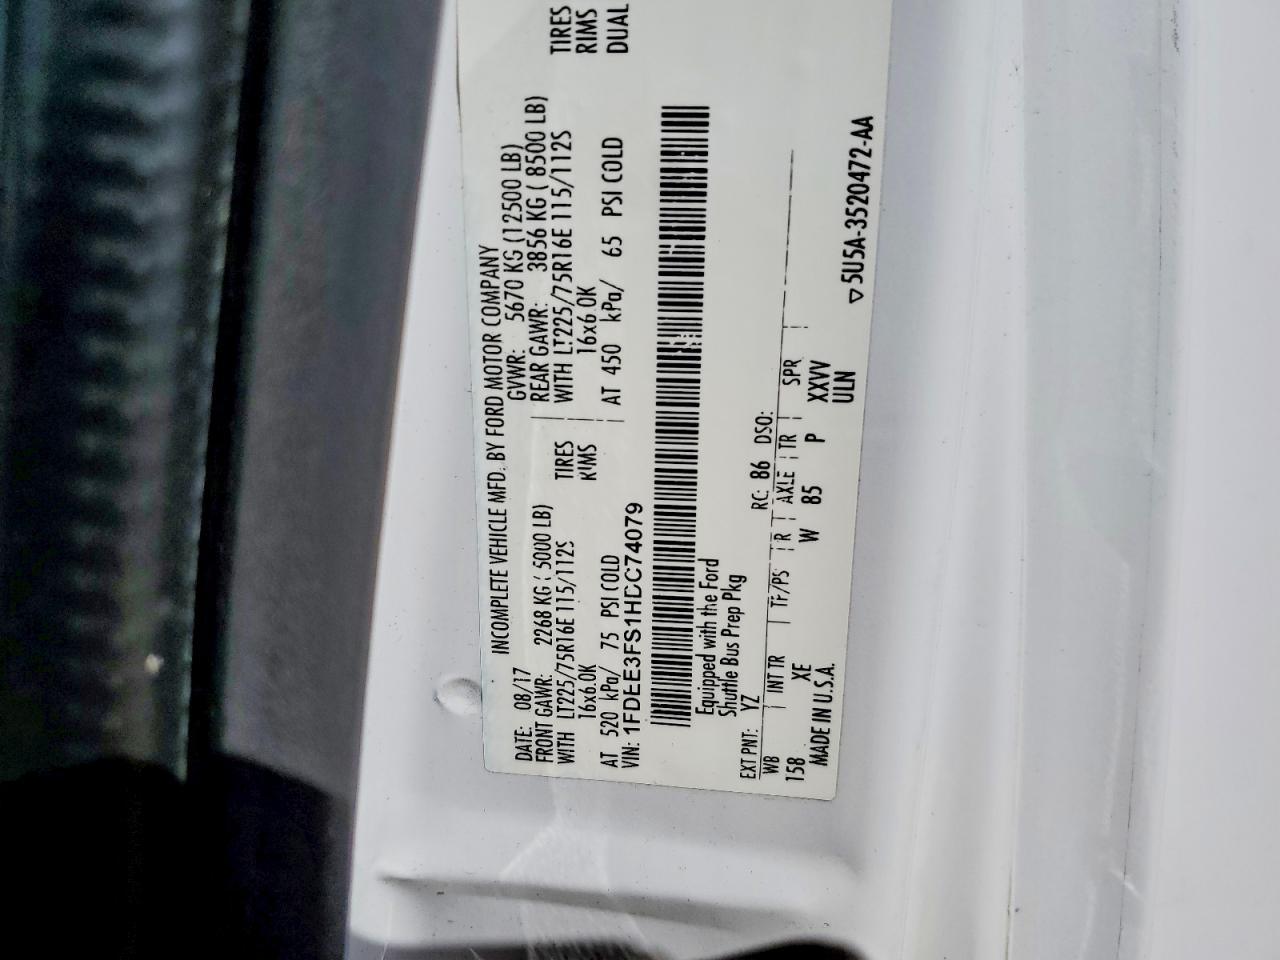 INCOMPLETE VEHICLE MFD. BY FORD MOTOR COMPANY
DATE: 08/17 GVWR: 5670 KG (12500 LB)
FRONT GAWR: 2268 KG (5000 LB) REAR GAWR: 3856 KG (8500 LB)
WITH LT225/75R16E 115/112S TIRES WITH LT225/75R16E 115/112S TIRES
16x6.0K RIMS 16x6.0K RIMS
AT 520 kPa/ 75 PSI COLD AT 450 kPa/ 65 PSI COLD DUAL
VIN: 1FDEE3FS1HDC74079
Equipped with the Ford
Shuttle Bus Prep Pkg
EXT PNT: YZ RC: 86 DSO:
WB INT TR TP/PS R AXLE TR SPR
158 XE W 85 P XXVV
MADE IN U.S.A. ULN
▽5U5A-3520472-AA